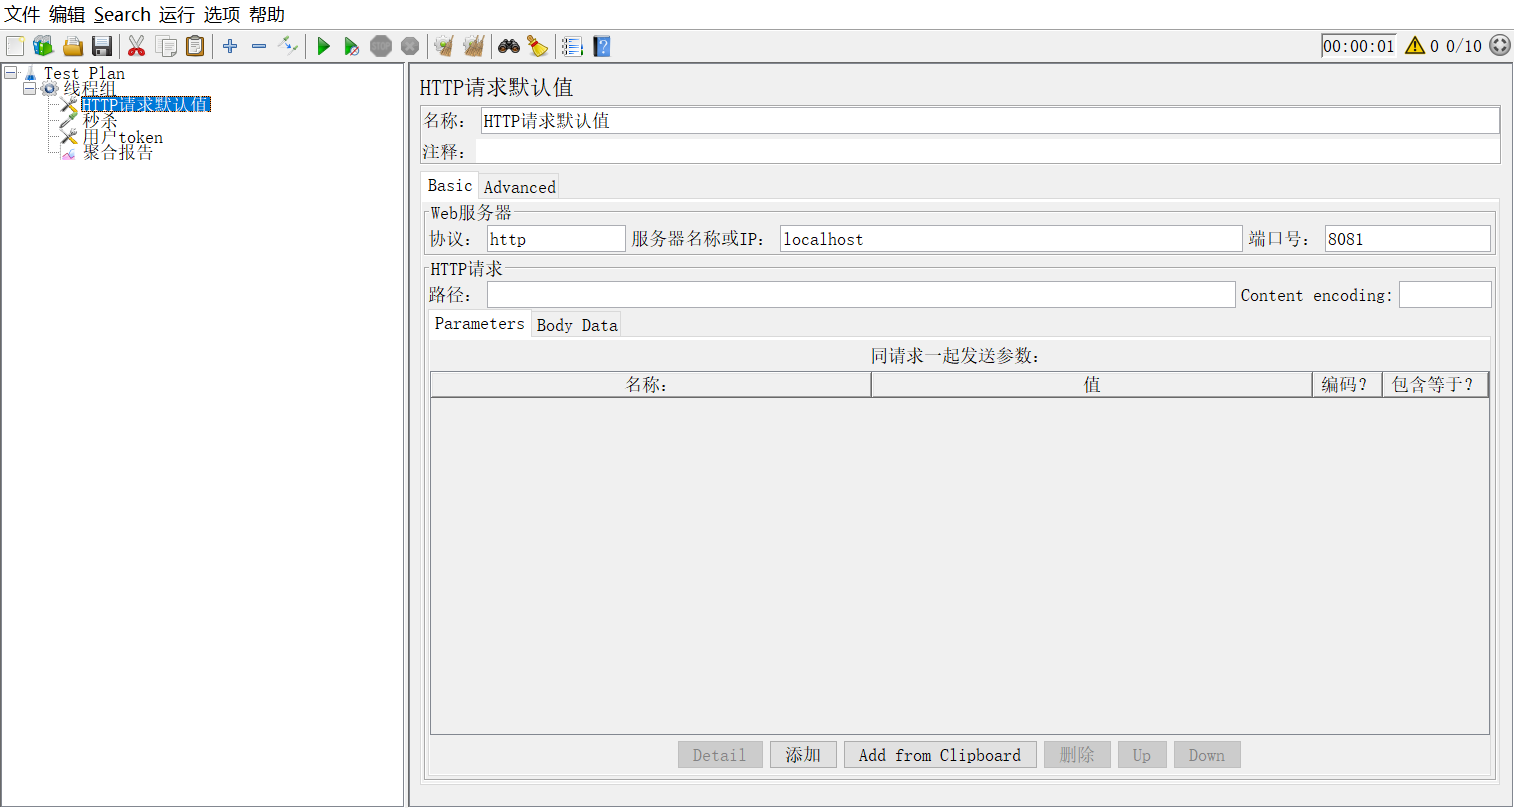 文件 编辑 Search 运行 选项 帮助
STOP
00:00:01 0 0/10
Test Plan
线程组
HTTP请求默认值
秒杀
用户token
聚合报告
HTTP请求默认值
名称： HTTP请求默认值
注释：
Basic Advanced
Web服务器
协议： http 服务器名称或IP： localhost 端口号： 8081
HTTP请求
路径： Content encoding:
Parameters Body Data
同请求一起发送参数：
名称： 值 编码？ 包含等于？
Detail 添加 Add from Clipboard 删除 Up Down